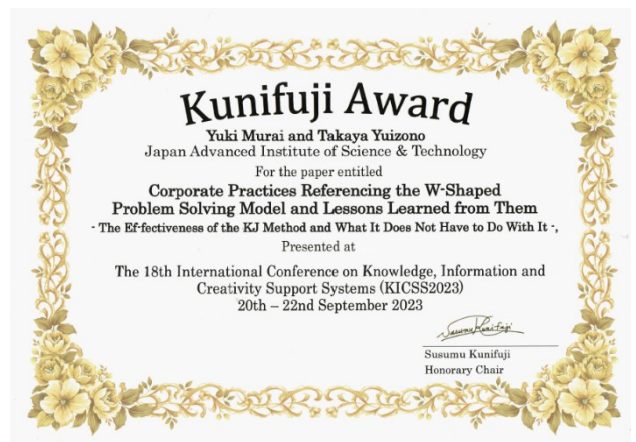 Kunifuji Award
Yuki Murai and Takaya Yuizono
Japan Advanced Institute of Science & Technology
For the paper entitled
Corporate Practices Referencing the W-Shaped
Problem Solving Model and Lessons Learned from Them
- The Ef-fectiveness of the KJ Method and What It Does Not Have to Do With It -,
Presented at
The 18th International Conference on Knowledge, Information and
Creativity Support Systems (KICSS2023)
20th – 22nd September 2023
Susumu Kunifuji
Susumu Kunifuji
Honorary Chair